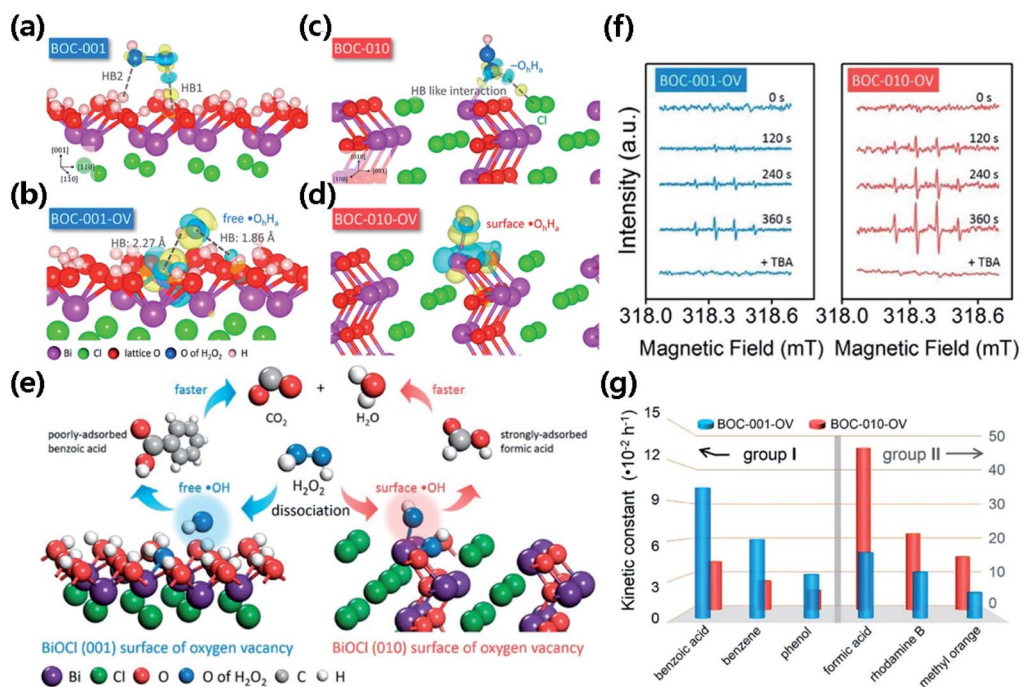 (a)
BOC-001
HB2
HB1
[001]
[110]
[110]
(b)
BOC-001-OV
free •OhHa
HB: 2.27 Å
HB: 1.86 Å
Bi Cl lattice O O of H2O2 H
(c)
BOC-010
–OhHa
HB like interaction
Cl
[010]
[001]
[100]
(d)
BOC-010-OV
surface •OhHa
(e)
faster
CO2
+
H2O
faster
poorly-adsorbed
benzoic acid
strongly-adsorbed
formic acid
H2O2
free •OH
surface •OH
dissociation
BiOCl (001) surface of oxygen vacancy
BiOCl (010) surface of oxygen vacancy
Bi Cl O O of H2O2 C H
(f)
Intensity (a.u.)
BOC-001-OV
0 s
120 s
240 s
360 s
+ TBA
318.0 318.3 318.6
Magnetic Field (mT)
BOC-010-OV
0 s
120 s
240 s
360 s
+ TBA
318.0 318.3 318.6
Magnetic Field (mT)
(g)
Kinetic constant (•10-2 h-1)
15
12
9
6
3
0
BOC-001-OV BOC-010-OV
group I
group II
50
40
30
20
10
0
benzoic acid
benzene
phenol
formic acid
rhodamine B
methyl orange